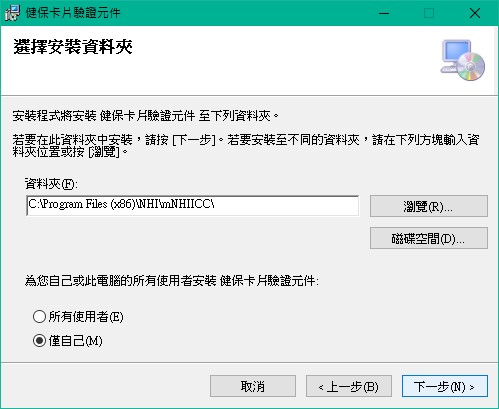 健保卡片驗證元件
選擇安裝資料夾
安裝程式將安裝 健保卡片驗證元件 至下列資料夾。
若要在此資料夾中安裝，請按 [下一步]。若要安裝至不同的資料夾，請在下列方塊輸入資
料夾位置或按 [瀏覽]。
資料夾(F):
C:\Program Files (x86)\NHI\mNHIICC\
瀏覽(R)...
磁碟空間(D)...
為您自己或此電腦的所有使用者安裝 健保卡片驗證元件:
所有使用者(E)
僅自己(M)
取消
< 上一步(B)
下一步(N) >